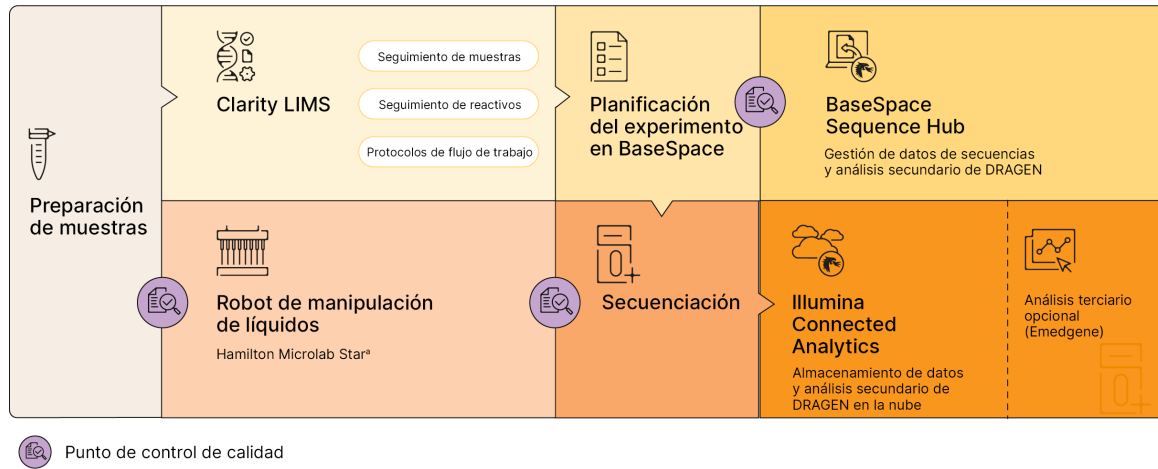 Preparación
de muestras
Clarity LIMS
Seguimiento de muestras
Seguimiento de reactivos
Protocolos de flujo de trabajo
Planificación
del experimento
en BaseSpace
BaseSpace
Sequence Hub
Gestión de datos de secuencias
y análisis secundario de DRAGEN
Robot de manipulación
de líquidos
Hamilton Microlab Starª
Secuenciación
Illumina
Connected
Analytics
Almacenamiento de datos
y análisis secundario de
DRAGEN en la nube
Análisis terciario
opcional
(Emedgene)
Punto de control de calidad